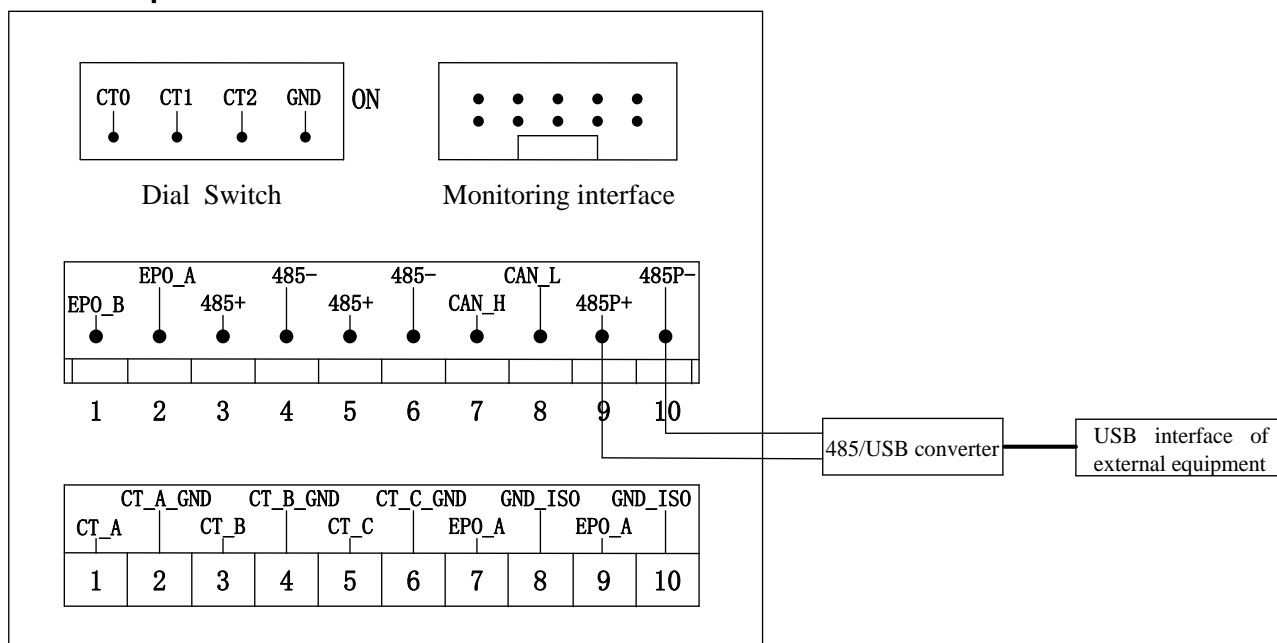 CT0 CT1 CT2 GND ON
Dial Switch
Monitoring interface
EPO_A 485- 485- CAN_L 485P-
EPO_B 485+ 485+ CAN_H 485P+
1 2 3 4 5 6 7 8 9 10
485/USB converter
USB interface of
external equipment
CT_A_GND CT_B_GND CT_C_GND GND_ISO GND_ISO
CT_A CT_B CT_C EPO_A EPO_A
1 2 3 4 5 6 7 8 9 10